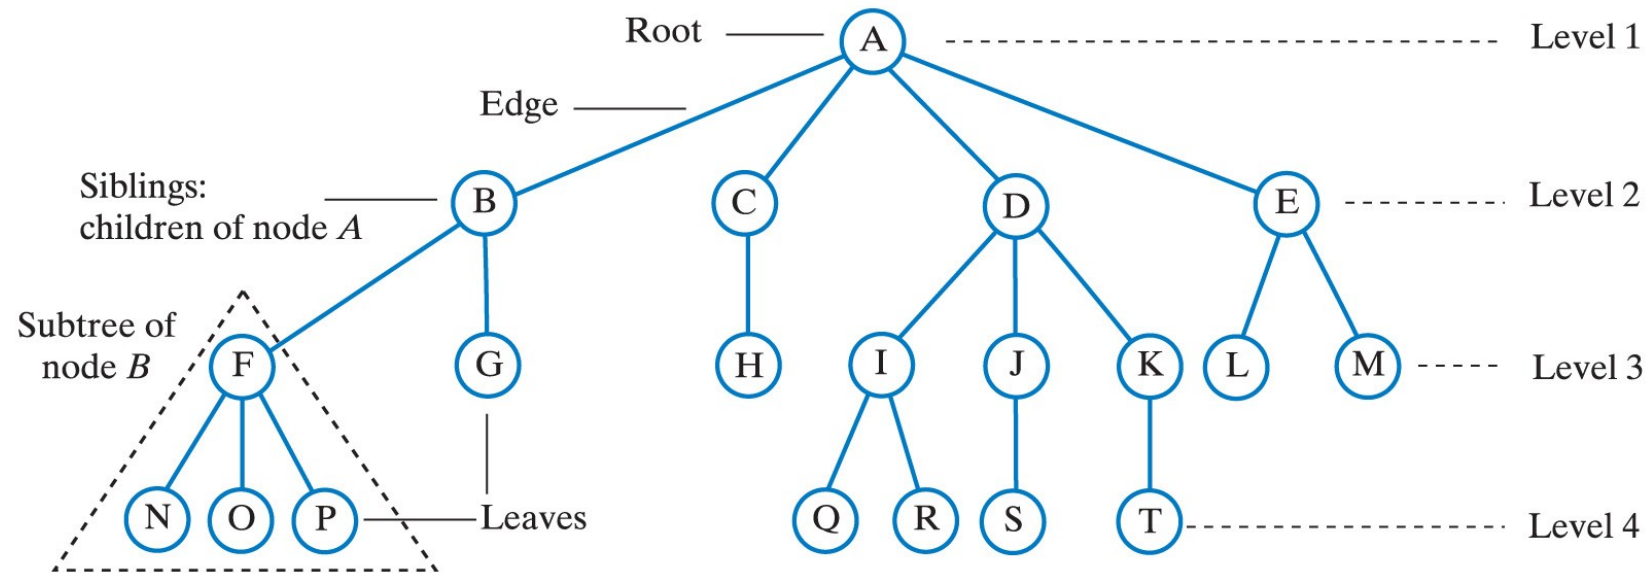 Root A Level 1
Edge
Siblings:
children of node A
B C D E Level 2
Subtree of
node B
F G H I J K L M Level 3
N O P Leaves Q R S T Level 4